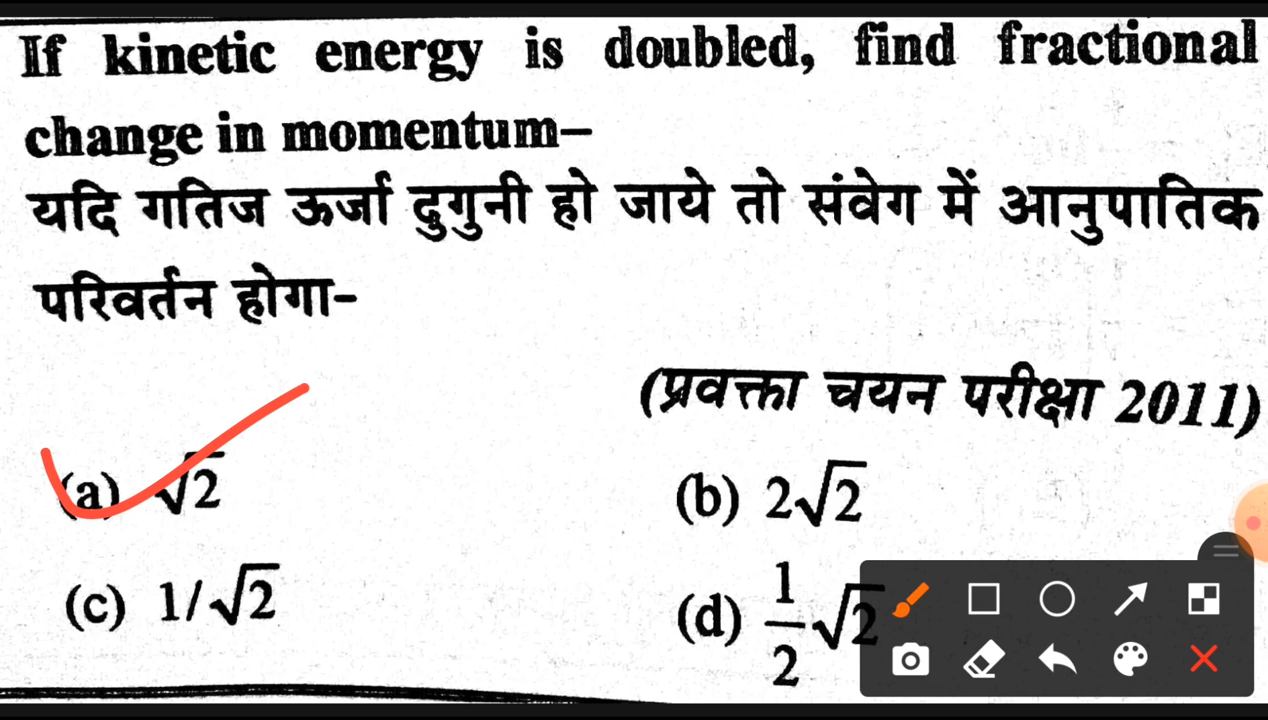 If kinetic energy is doubled, find fractional
change in momentum–
यदि गतिज ऊर्जा दुगुनी हो जाये तो संवेग में आनुपातिक
परिवर्तन होगा-
(प्रवक्ता चयन परीक्षा 2011)
(a) √2 (b) 2√2
(c) 1/√2 (d) 1/2 √2